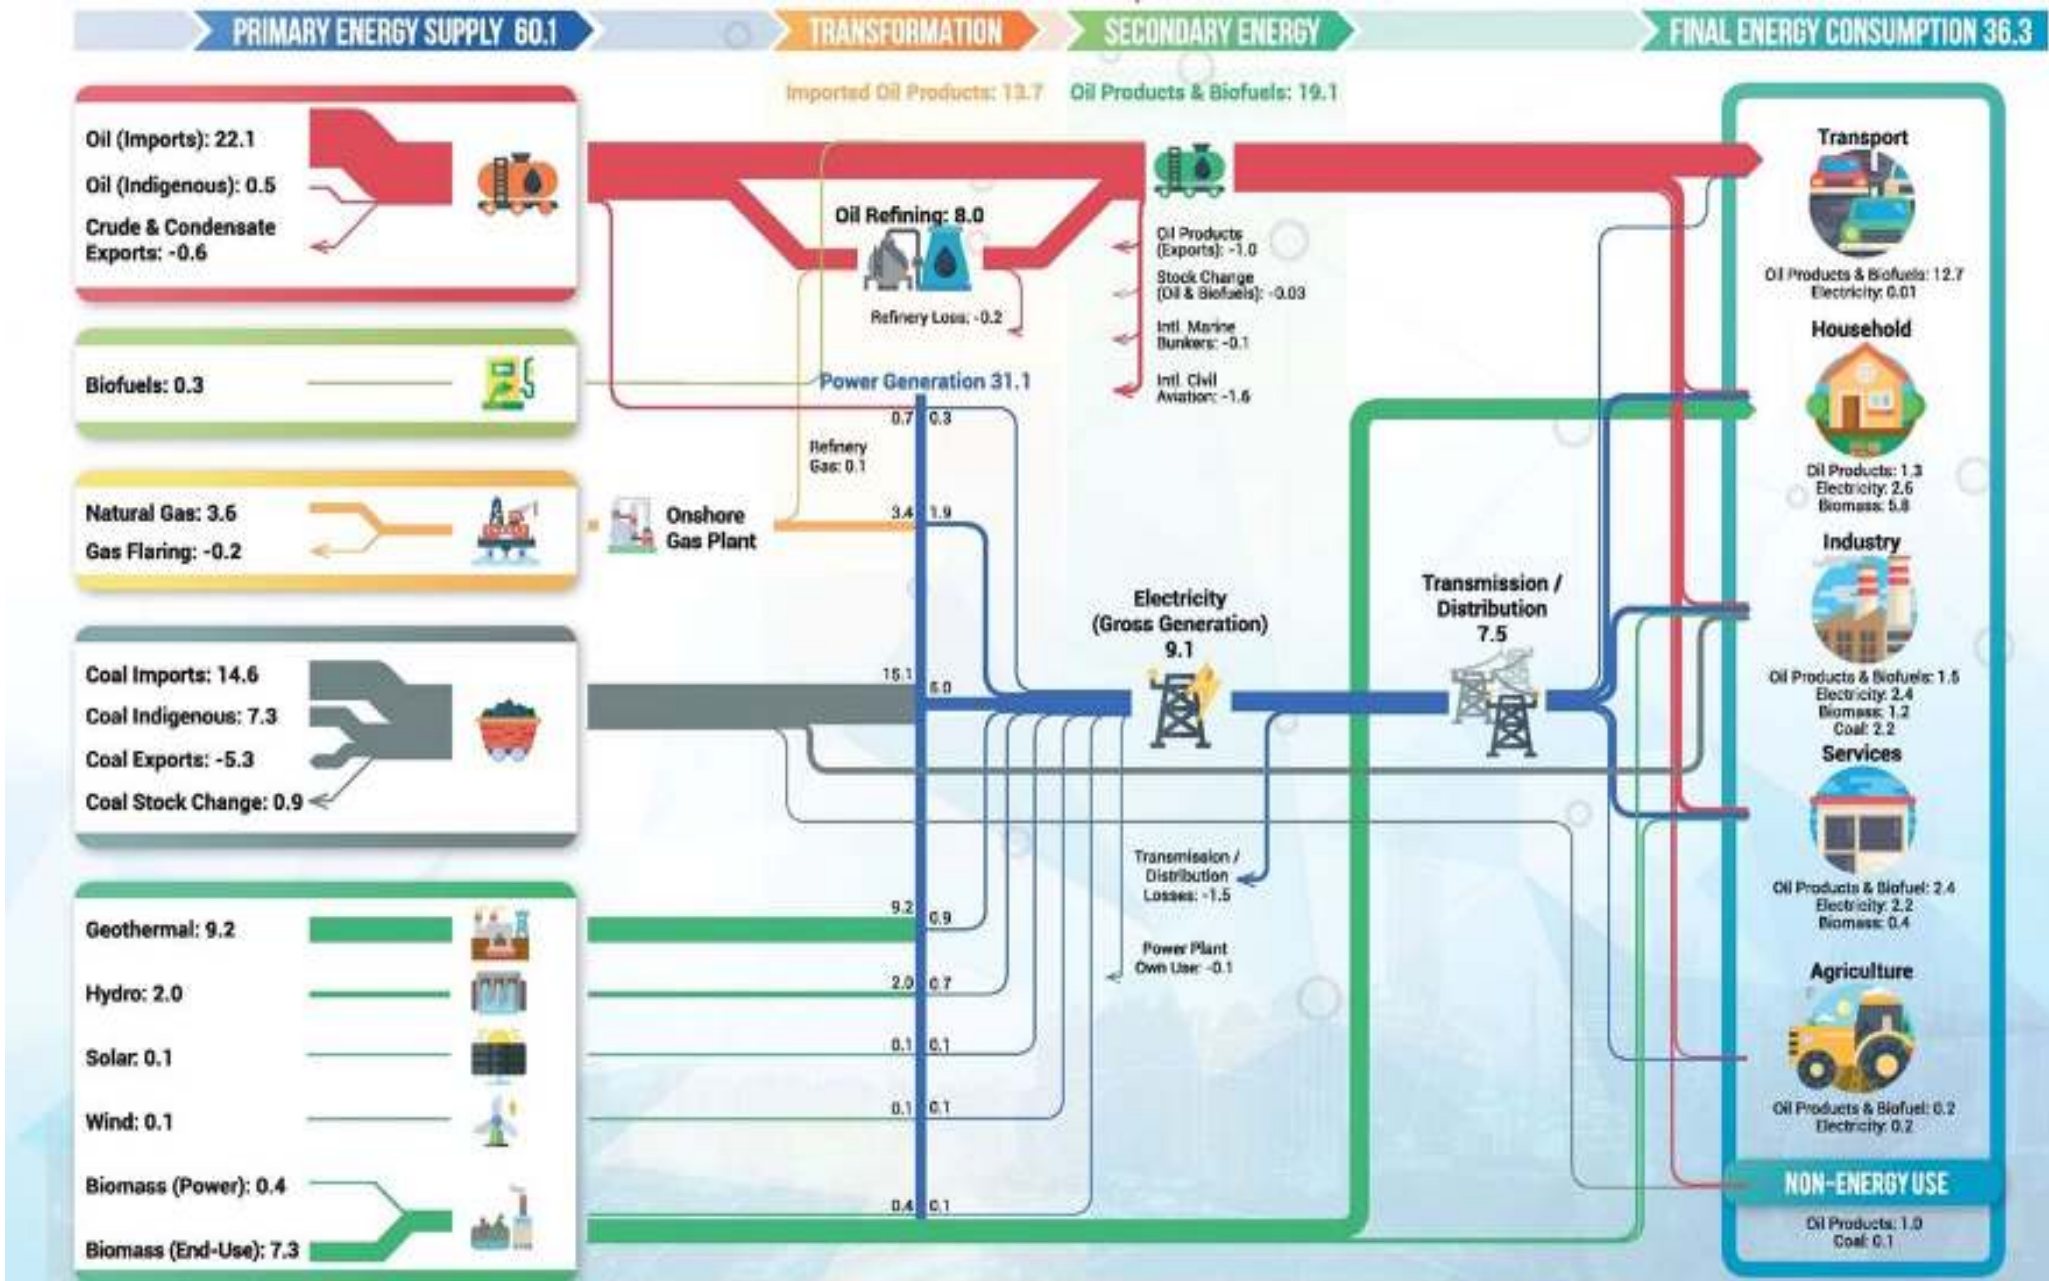 PRIMARY ENERGY SUPPLY 60.1
TRANSFORMATION
SECONDARY ENERGY
FINAL ENERGY CONSUMPTION 36.3
Imported Oil Products: 13.7
Oil Products & Biofuels: 19.1
Oil (Imports): 22.1
Oil (Indigenous): 0.5
Crude & Condensate
Exports: -0.6
Oil Refining: 8.0
Refinery Loss: -0.2
Oil Products
(Exports): -1.0
Stock Change
(Oil & Biofuels): -0.03
Intl. Marine
Bunkers: -0.1
Intl. Civil
Aviation: -1.6
Biofuels: 0.3
Power Generation 31.1
0.7 0.3
Refinery
Gas: 0.1
Natural Gas: 3.6
Gas Flaring: -0.2
Onshore
Gas Plant
3.4 1.9
Coal Imports: 14.6
Coal Indigenous: 7.3
Coal Exports: -5.3
Coal Stock Change: 0.9
15.1 5.0
Electricity
(Gross Generation)
9.1
Transmission /
Distribution
7.5
Transmission /
Distribution
Losses: -1.5
Power Plant
Own Use: -0.1
Geothermal: 9.2
9.2 0.9
Hydro: 2.0
2.0 0.7
Solar: 0.1
0.1 0.1
Wind: 0.1
0.1 0.1
Biomass (Power): 0.4
0.4 0.1
Biomass (End-Use): 7.3
Transport
Oil Products & Biofuels: 12.7
Electricity: 0.01
Household
Oil Products: 1.3
Electricity: 2.6
Biomass: 5.8
Industry
Oil Products & Biofuels: 1.5
Electricity: 2.4
Biomass: 1.2
Coal: 2.2
Services
Oil Products & Biofuel: 2.4
Electricity: 2.2
Biomass: 0.4
Agriculture
Oil Products & Biofuel: 0.2
Electricity: 0.2
NON-ENERGY USE
Oil Products: 1.0
Coal: 0.1